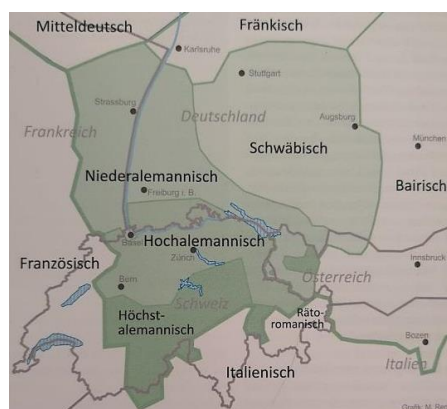 Mitteldeutsch
Fränkisch
Karlsruhe
Stuttgart
Strassburg
Deutschland
Augsburg
Frankreich
Schwäbisch
München
Niederalemannisch
Freiburg i. B.
Bairisch
Basel
Hochalemannisch
Zürich
Französisch
Innsbruck
Österreich
Bern
Schweiz
Höchst-
alemannisch
Räto-
romanisch
Bozen
Italienisch
Italien